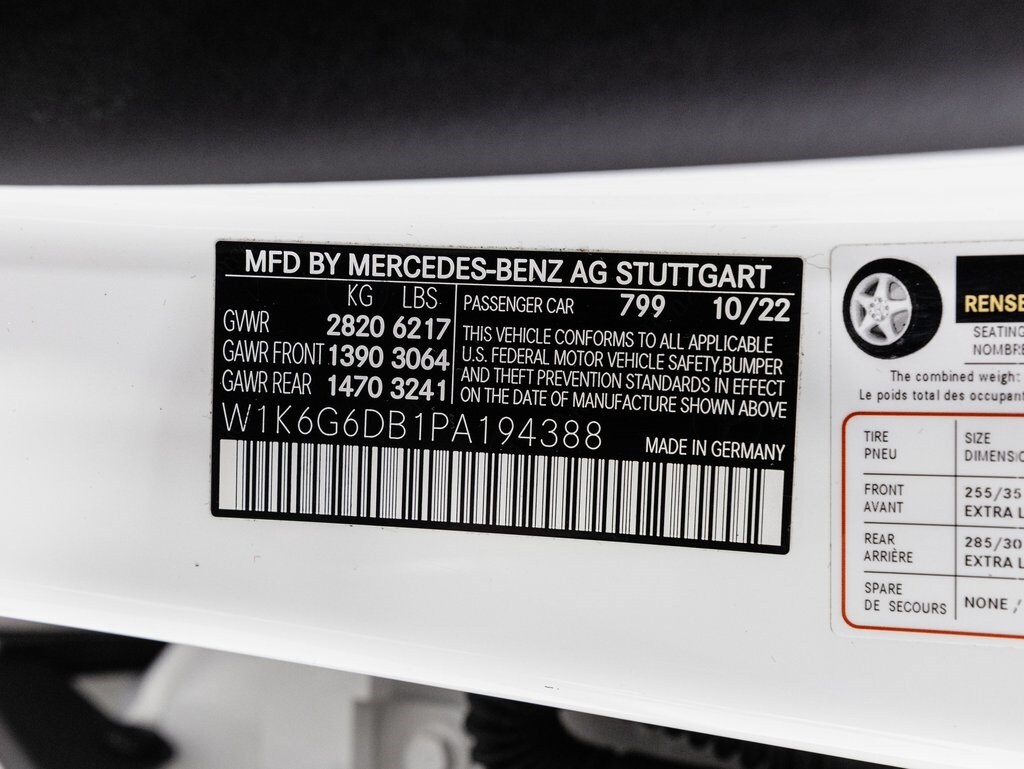 MFD BY MERCEDES-BENZ AG STUTTGART
KG LBS
GVWR 2820 6217
GAWR FRONT 1390 3064
GAWR REAR 1470 3241
PASSENGER CAR 799 10/22
THIS VEHICLE CONFORMS TO ALL APPLICABLE
U.S. FEDERAL MOTOR VEHICLE SAFETY,BUMPER
AND THEFT PREVENTION STANDARDS IN EFFECT
ON THE DATE OF MANUFACTURE SHOWN ABOVE
W1K6G6DB1PA194388
MADE IN GERMANY
SEATING
The combined weight
Le poids total des
TIRE SIZE
PNEU
FRONT 255/35
AVANT EXTRA
REAR 285/30
ARRIÈRE EXTRA
SPARE NONE /
DE SECOURS